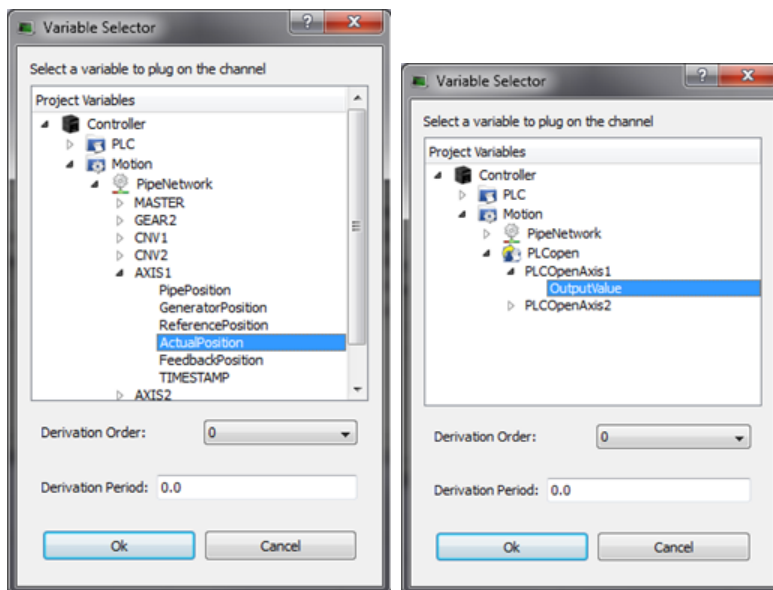 Variable Selector
Select a variable to plug on the channel
Project Variables
Controller
PLC
Motion
PipeNetwork
MASTER
GEAR2
CNV1
CNV2
AXIS1
PipePosition
GeneratorPosition
ReferencePosition
ActualPosition
FeedbackPosition
TIMESTAMP
AXIS2
Derivation Order: 0
Derivation Period: 0.0
Ok Cancel
Variable Selector
Select a variable to plug on the channel
Project Variables
Controller
PLC
Motion
PipeNetwork
PLCopen
PLCOpenAxis1
OutputValue
PLCOpenAxis2
Derivation Order: 0
Derivation Period: 0.0
Ok Cancel